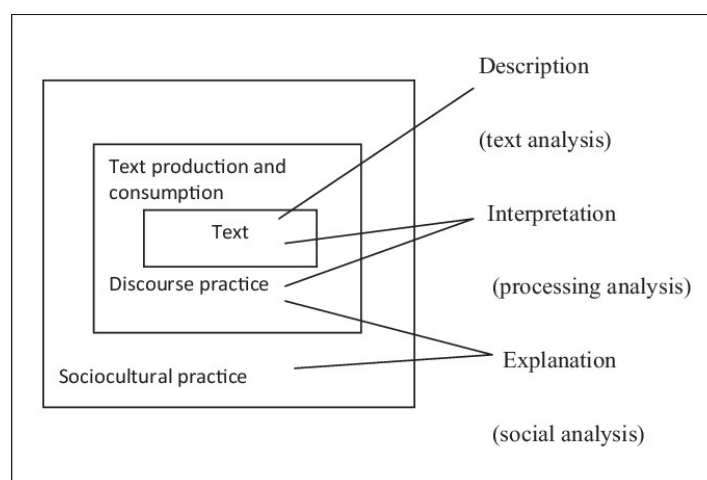 Description
(text analysis)
Text production and
consumption
Text
Interpretation
Discourse practice
(processing analysis)
Explanation
Sociocultural practice
(social analysis)